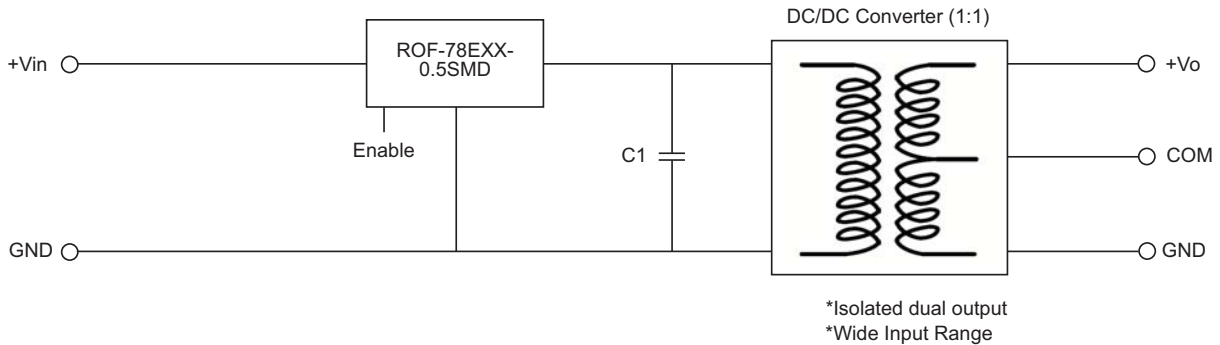 DC/DC Converter (1:1)
ROF-78EXX-
0.5SMD
+Vin
+Vo
Enable
C1
COM
GND
GND
*Isolated dual output
*Wide Input Range